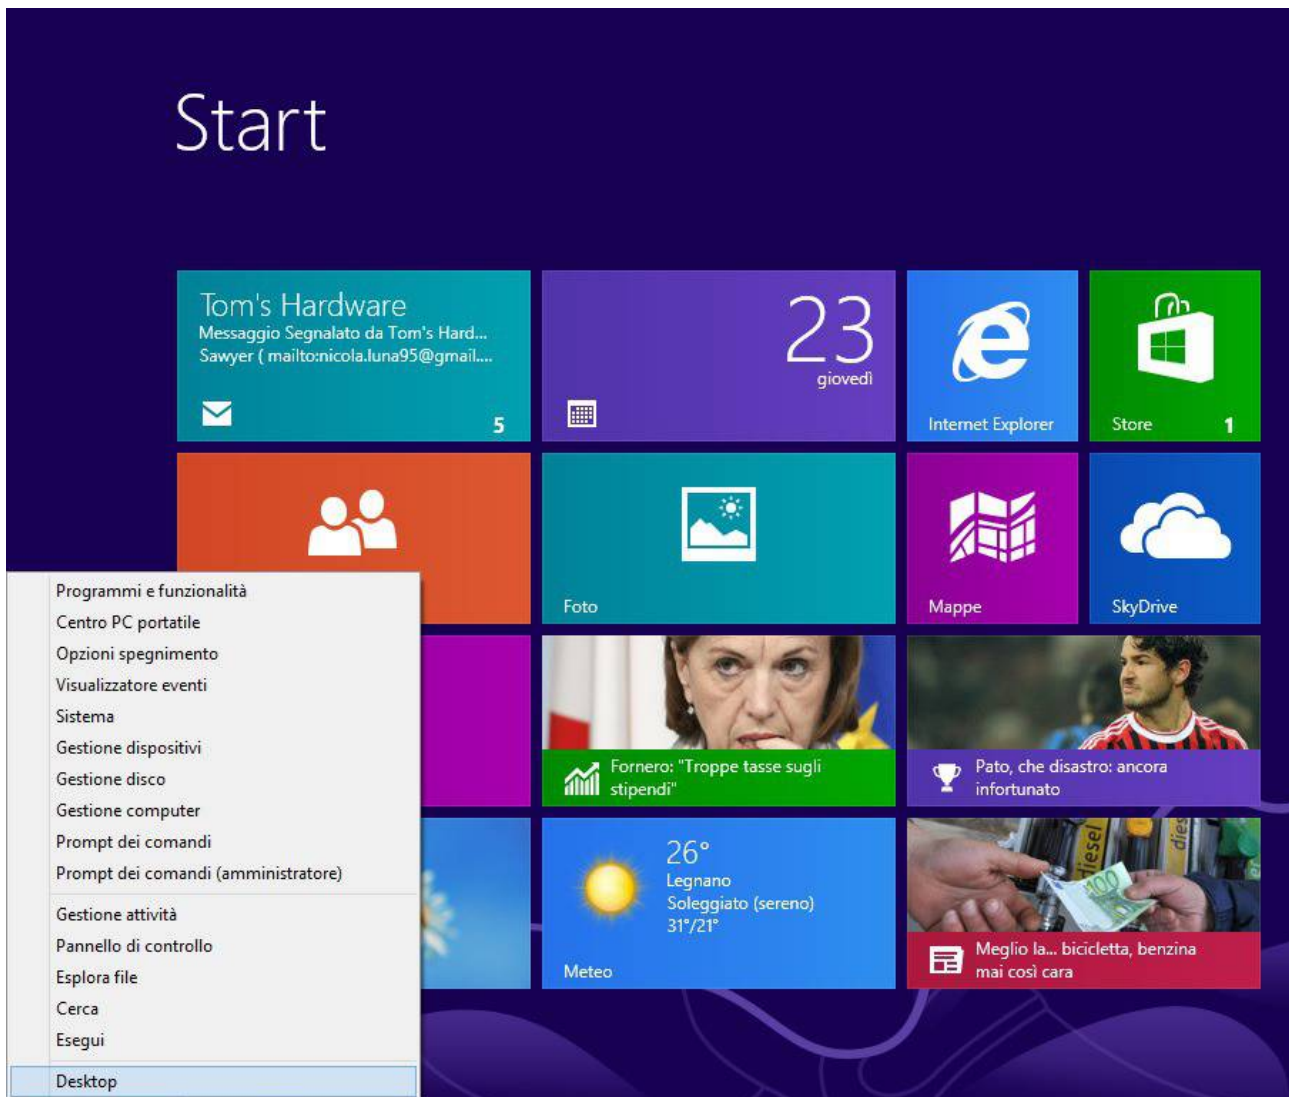 Start
Tom's Hardware
Messaggio Segnalato da Tom's Hard...
Sawyer ( mailto:nicola.luna95@gmail....
5
23
giovedì
Internet Explorer
Store
1
Foto
Mappe
SkyDrive
Programmi e funzionalità
Centro PC portatile
Opzioni spegnimento
Visualizzatore eventi
Sistema
Gestione dispositivi
Gestione disco
Gestione computer
Prompt dei comandi
Prompt dei comandi (amministratore)
Gestione attività
Pannello di controllo
Esplora file
Cerca
Esegui
Desktop
Fornero: "Troppe tasse sugli
stipendi"
Pato, che disastro: ancora
infortunato
26°
Legnano
Soleggiato (sereno)
31°/21°
Meteo
diesel
dies
100
Meglio la... bicicletta, benzina
mai così cara